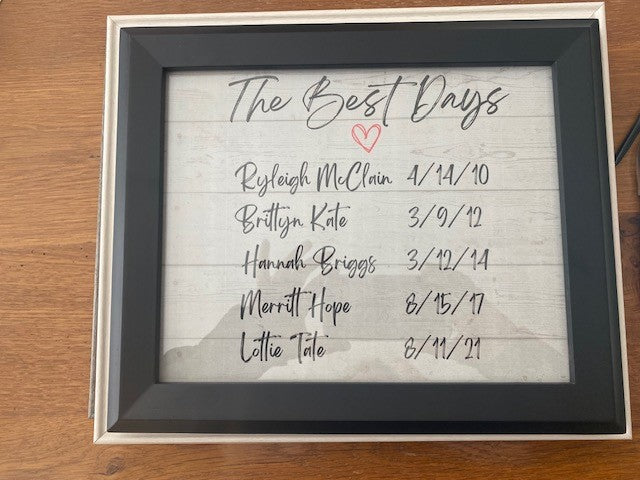 The Best Days
Ryleigh McClain 4/14/10
Brittyn Kate 3/9/12
Hannah Briggs 3/12/14
Merritt Hope 8/15/17
Lottie Tate 8/11/21